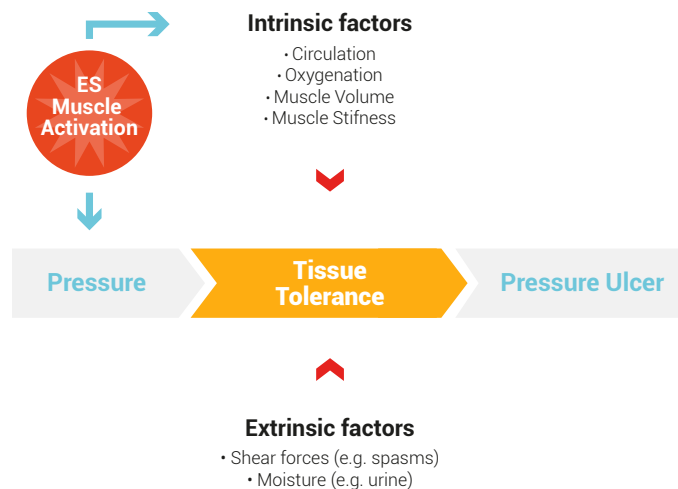 Intrinsic factors
· Circulation
· Oxygenation
· Muscle Volume
· Muscle Stifness
ES
Muscle
Activation
Pressure
Tissue
Tolerance
Pressure Ulcer
Extrinsic factors
• Shear forces (e.g. spasms)
• Moisture (e.g. urine)